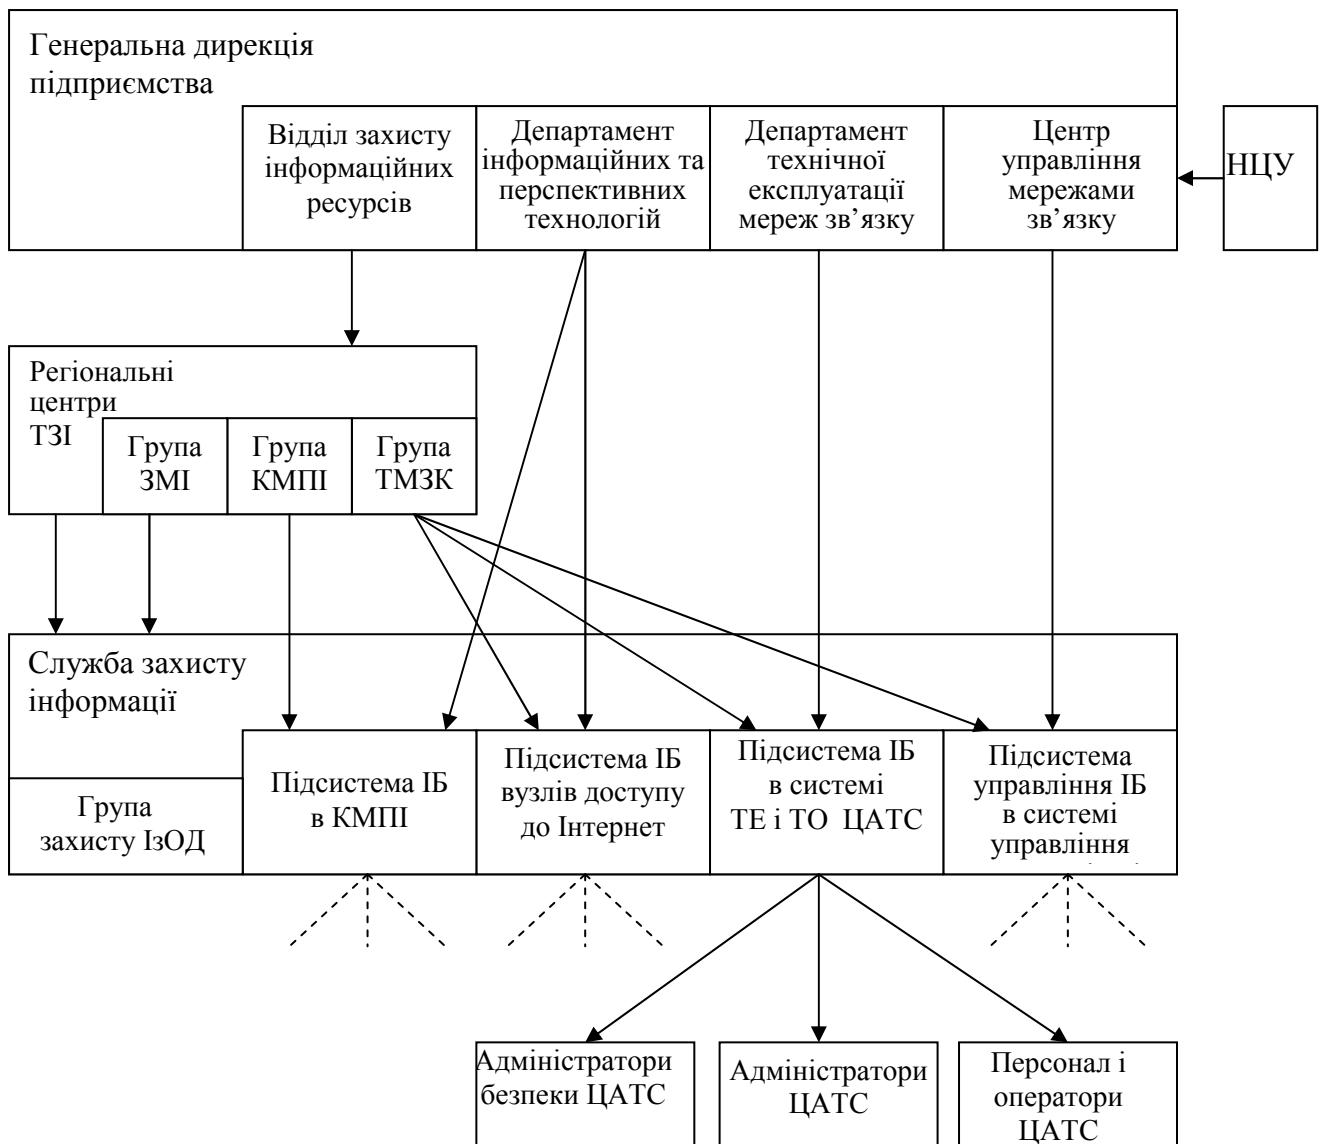 Генеральна дирекція
підприємства
Відділ захисту
інформаційних
ресурсів
Департамент
інформаційних та
перспективних
технологій
Департамент
технічної
експлуатації
мереж зв’язку
Центр
управління
мережами
зв’язку
НЦУ
Регіональні
центри
ТЗІ
Група
ЗМІ
Група
КМПІ
Група
ТМЗК
Служба захисту
інформації
Група
захисту ІзОД
Підсистема ІБ
в КМПІ
Підсистема ІБ
вузлів доступу
до Інтернет
Підсистема ІБ
в системі
ТЕ і ТО ЦАТС
Підсистема
управління ІБ
в системі
управління
Адміністратори
безпеки ЦАТС
Адміністратори
ЦАТС
Персонал і
оператори
ЦАТС